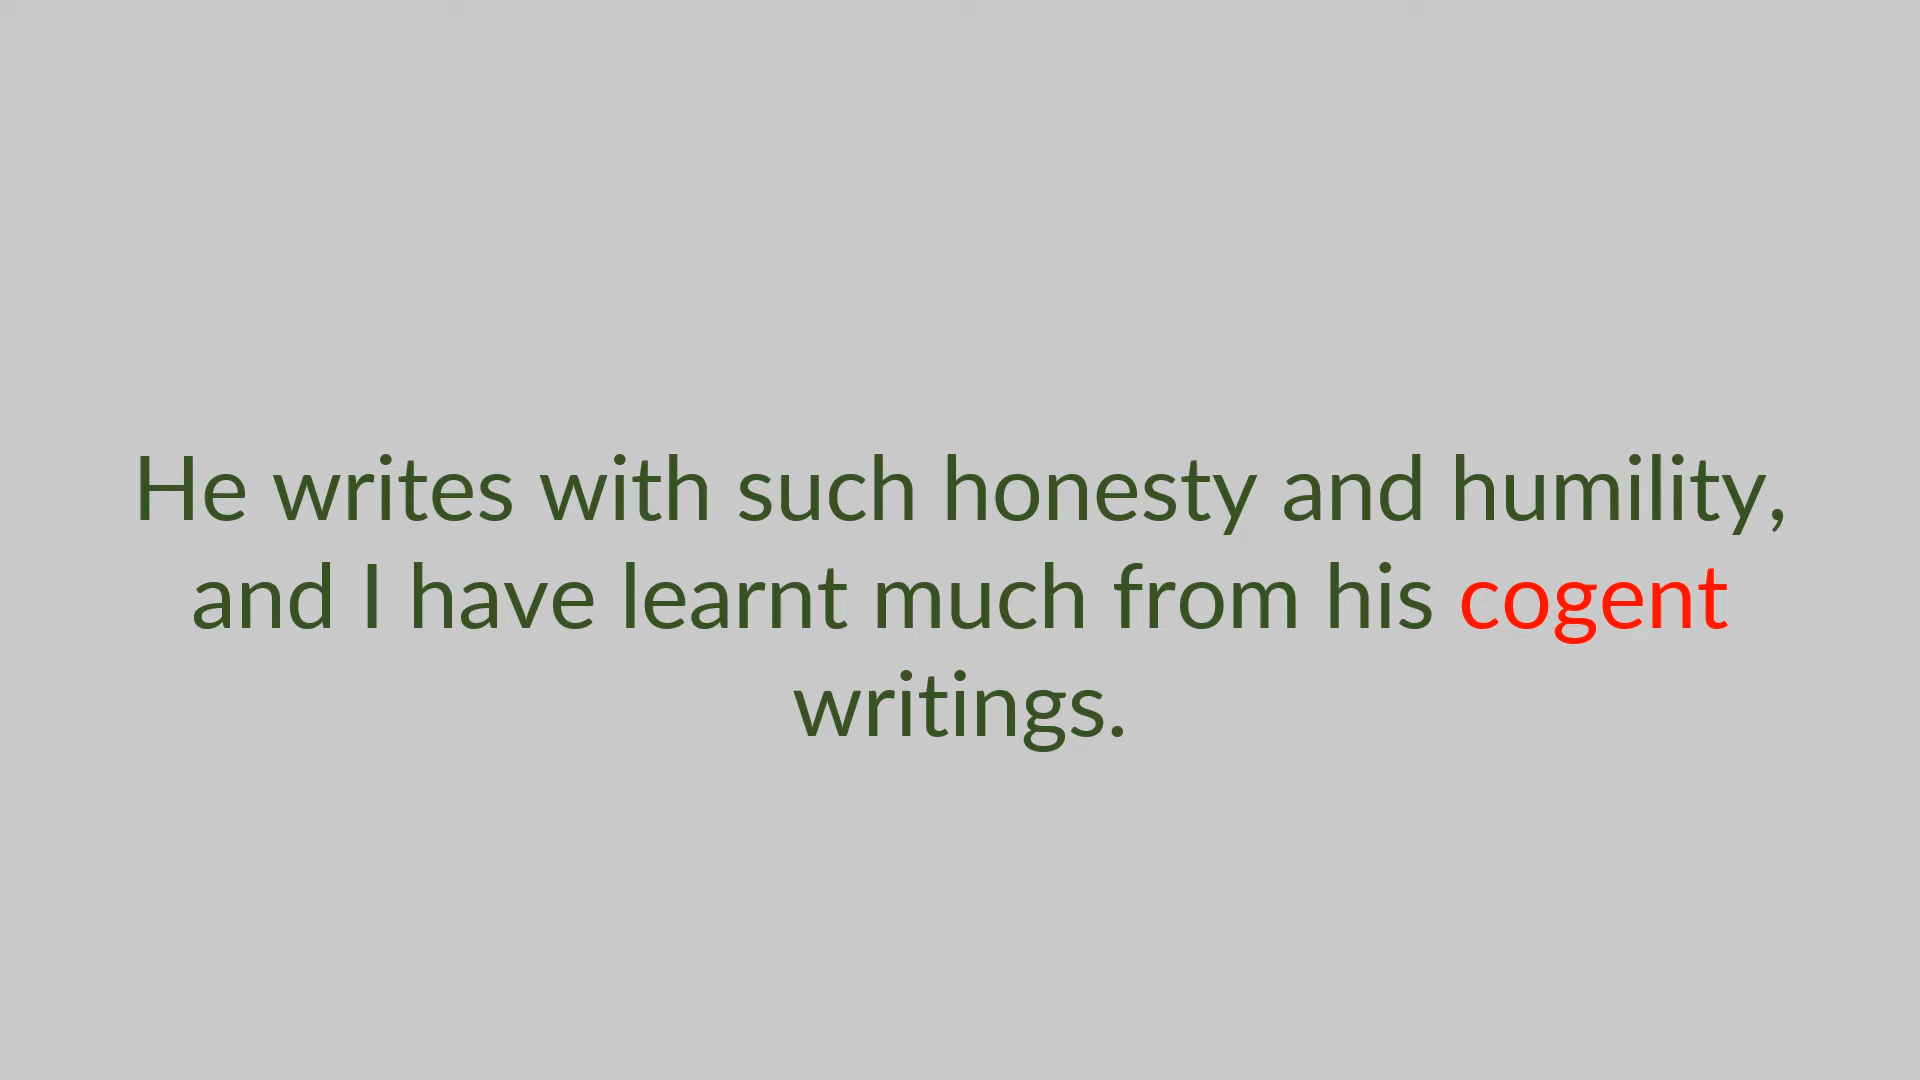 He writes with such honesty and humility,
and I have learnt much from his cogent
writings.